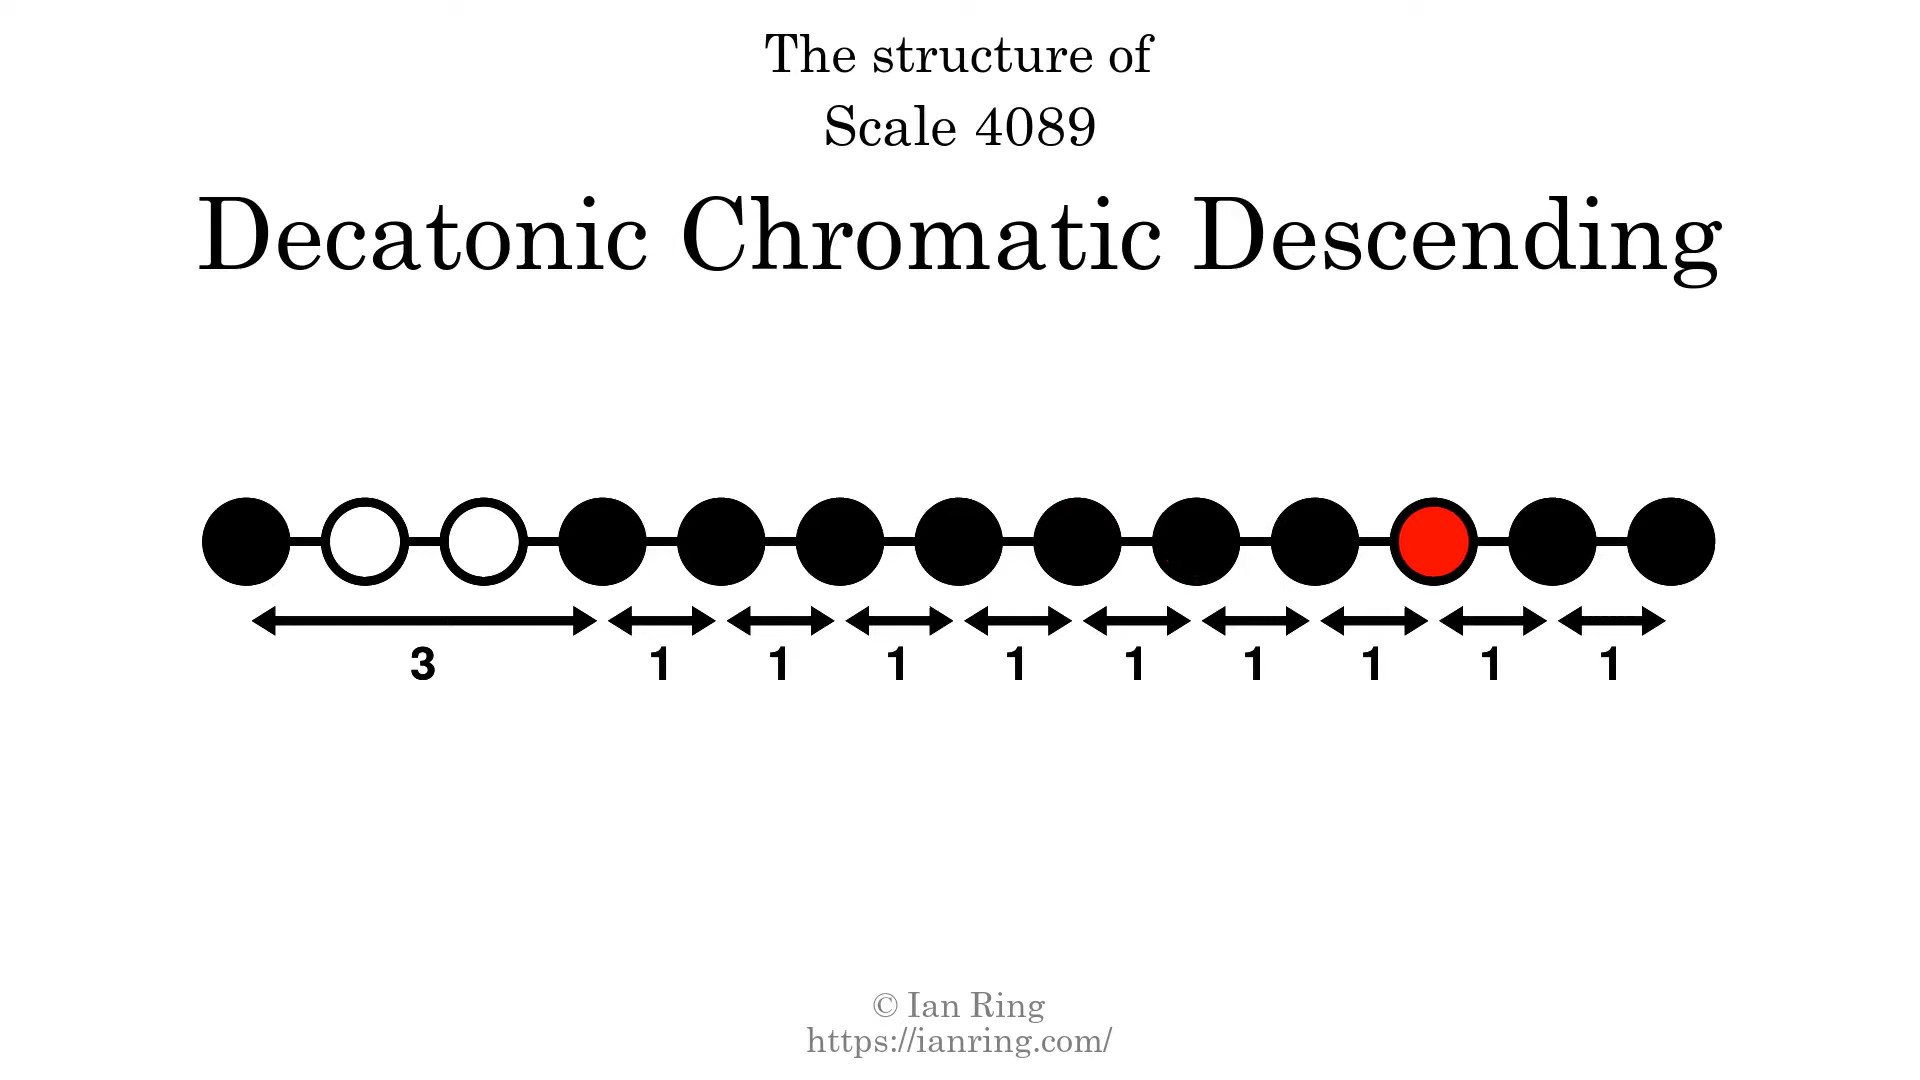 The structure of
Scale 4089
Decatonic Chromatic Descending
3 1 1 1 1 1 1 1 1 1
© Ian Ring
https://ianring.com/